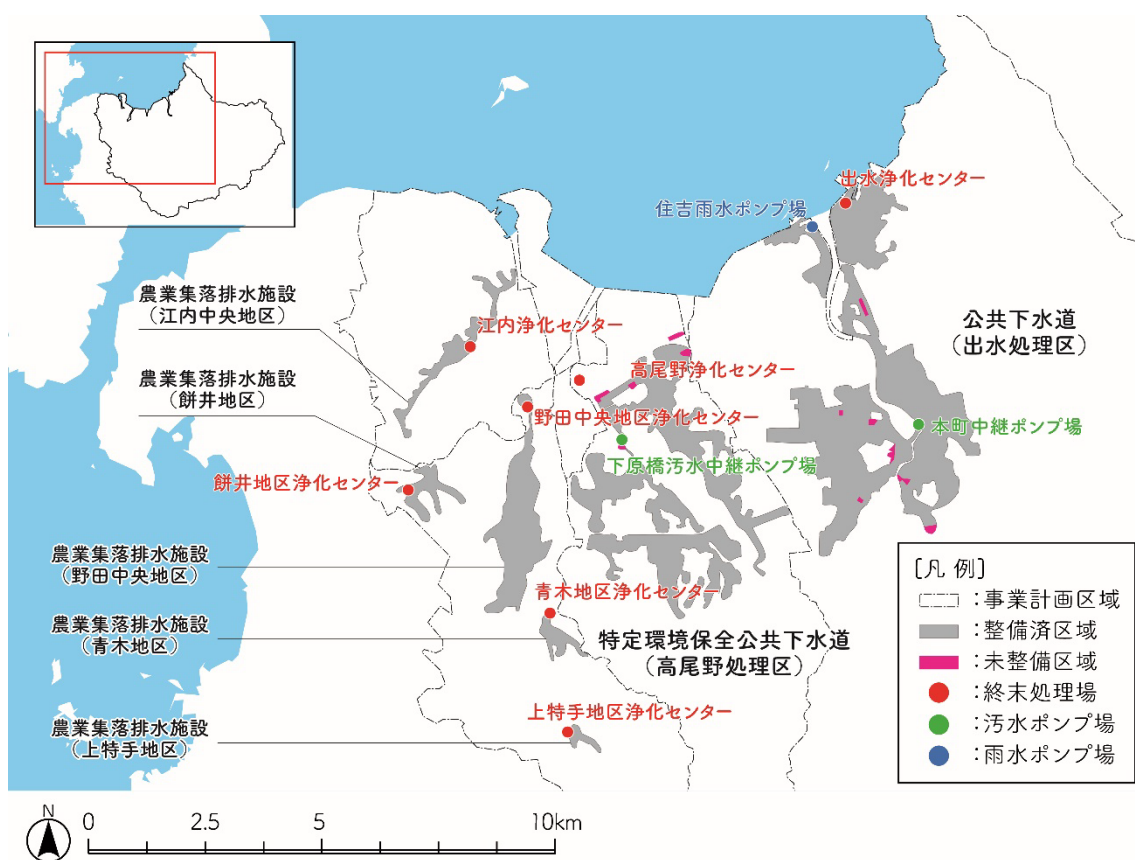 出水浄化センター
住吉雨水ポンプ場
農業集落排水施設
（江内中央地区）
江内浄化センター
公共下水道
（出水処理区）
農業集落排水施設
（餅井地区）
高尾野浄化センター
野田中央地区浄化センター
本町中継ポンプ場
下原橋汚水中継ポンプ場
餅井地区浄化センター
農業集落排水施設
（野田中央地区）
青木地区浄化センター
農業集落排水施設
（青木地区）
特定環境保全公共下水道
（高尾野処理区）
上特手地区浄化センター
農業集落排水施設
（上特手地区）
［凡 例］
：事業計画区域
：整備済区域
：未整備区域
：終末処理場
：汚水ポンプ場
：雨水ポンプ場
N
0 2.5 5 10km